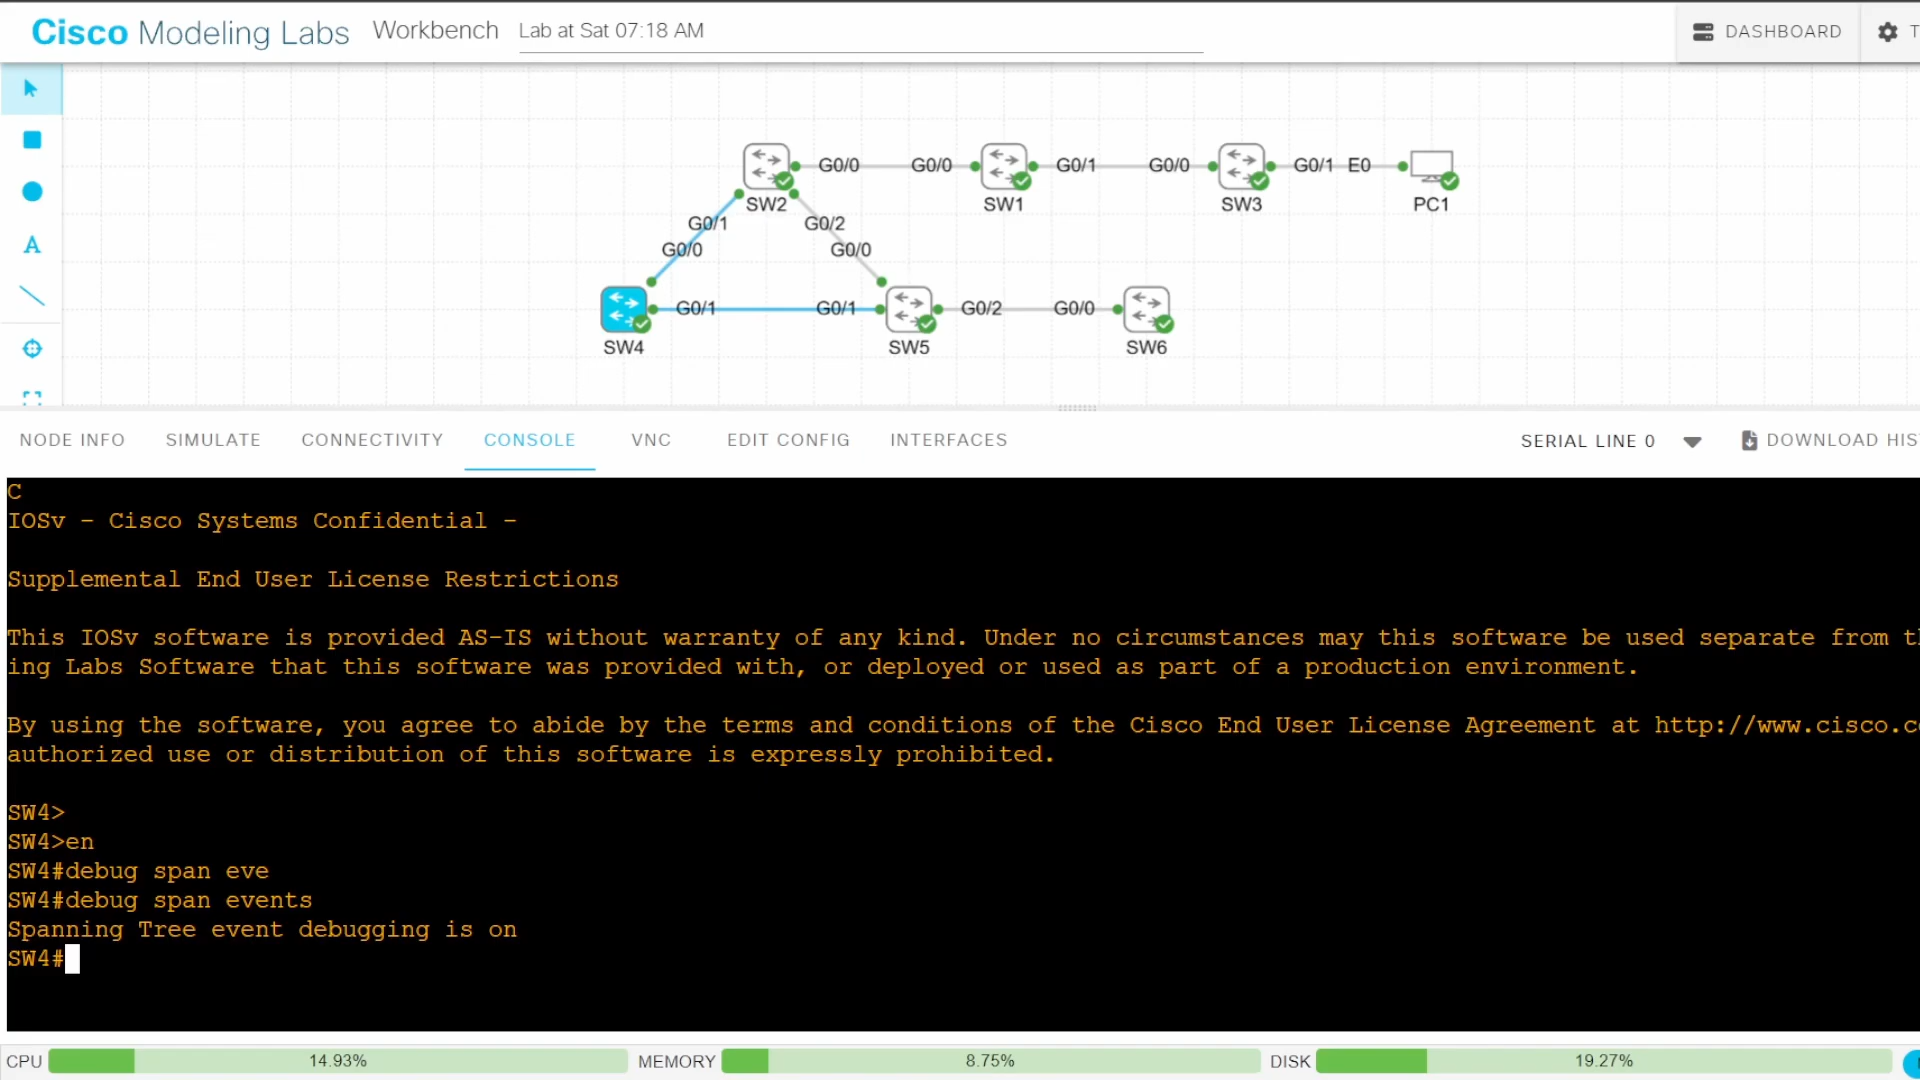 Cisco Modeling Labs Workbench Lab at Sat 07:18 AM DASHBOARD
G0/0 G0/0 G0/1 G0/0 G0/1 E0
SW2 SW1 SW3 PC1
G0/1 G0/2
G0/0 G0/0
G0/1 G0/1 G0/2 G0/0
SW4 SW5 SW6
NODE INFO SIMULATE CONNECTIVITY CONSOLE VNC EDIT CONFIG INTERFACES SERIAL LINE 0 DOWNLOAD HIS
C
IOSv - Cisco Systems Confidential -
Supplemental End User License Restrictions
This IOSv software is provided AS-IS without warranty of any kind. Under no circumstances may this software be used separate from th
ing Labs Software that this software was provided with, or deployed or used as part of a production environment.
By using the software, you agree to abide by the terms and conditions of the Cisco End User License Agreement at http://www.cisco.c
authorized use or distribution of this software is expressly prohibited.
SW4>
SW4>en
SW4#debug span eve
SW4#debug span events
Spanning Tree event debugging is on
SW4#
CPU 14.93% MEMORY 8.75% DISK 19.27%